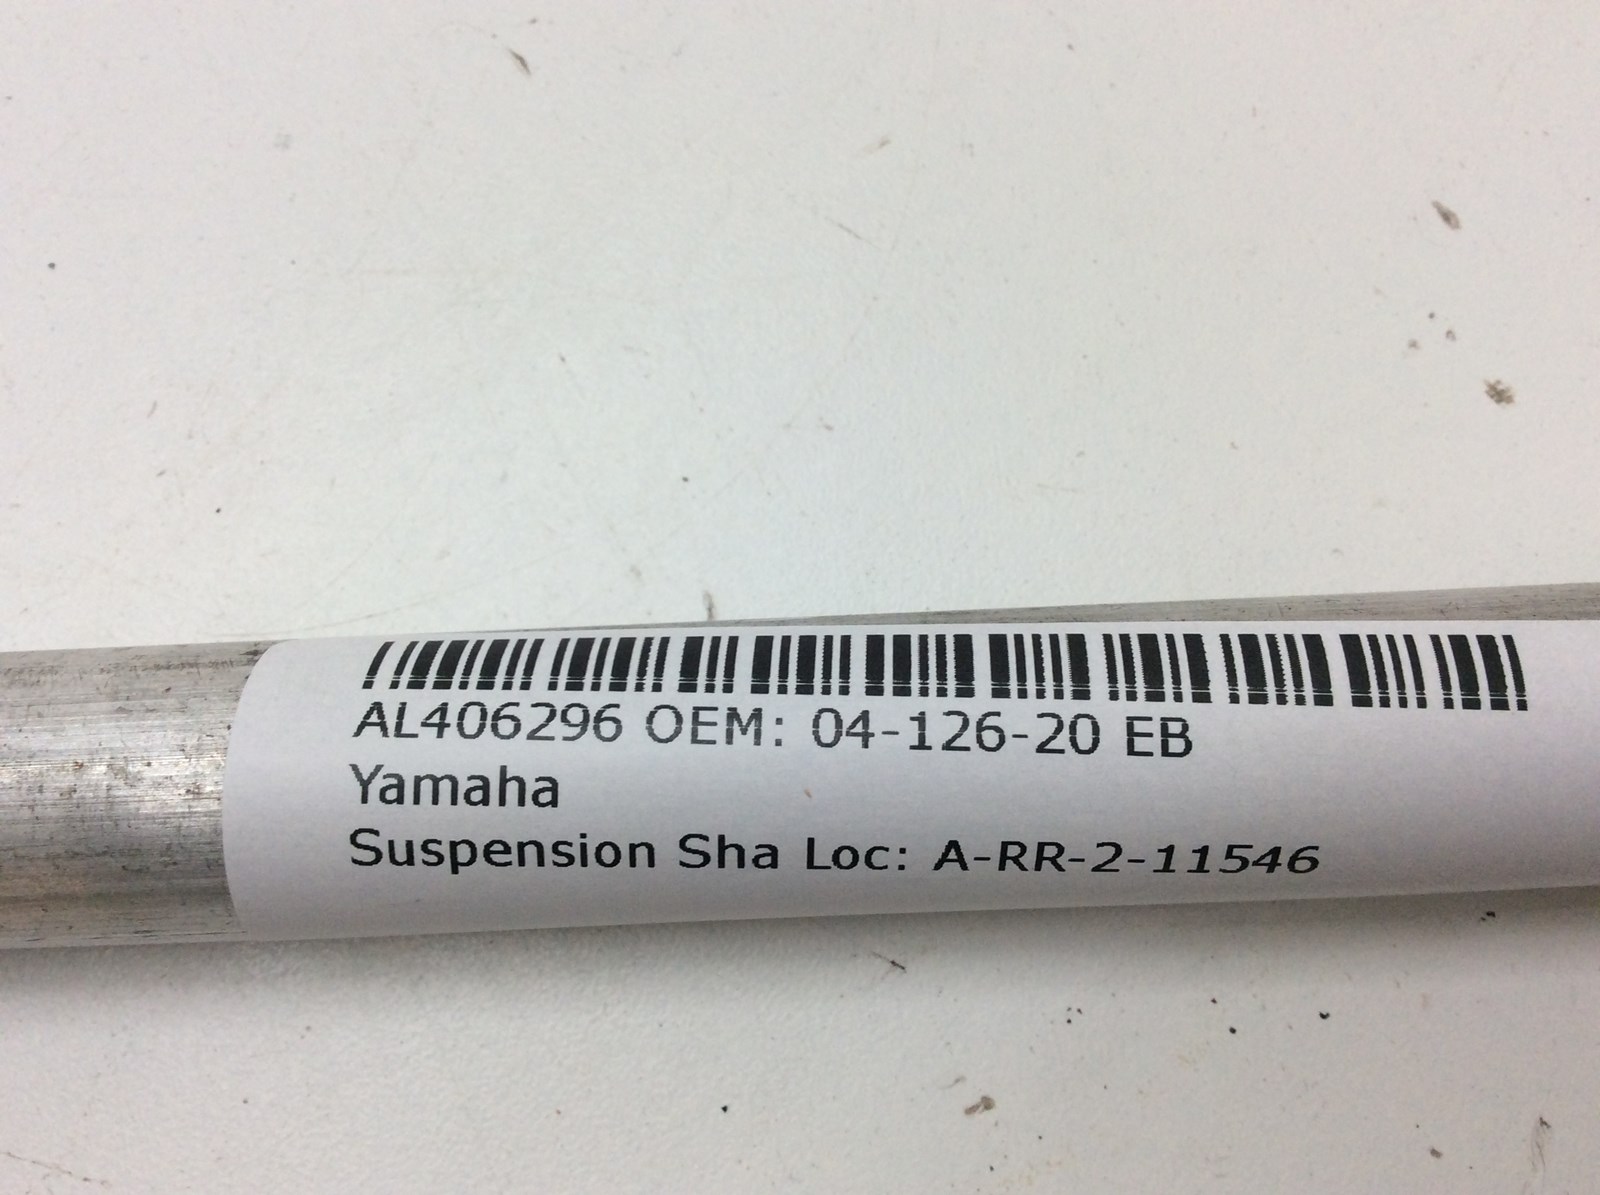 AL406296 OEM: 04-126-20 EB
Yamaha
Suspension Sha Loc: A-RR-2-11546